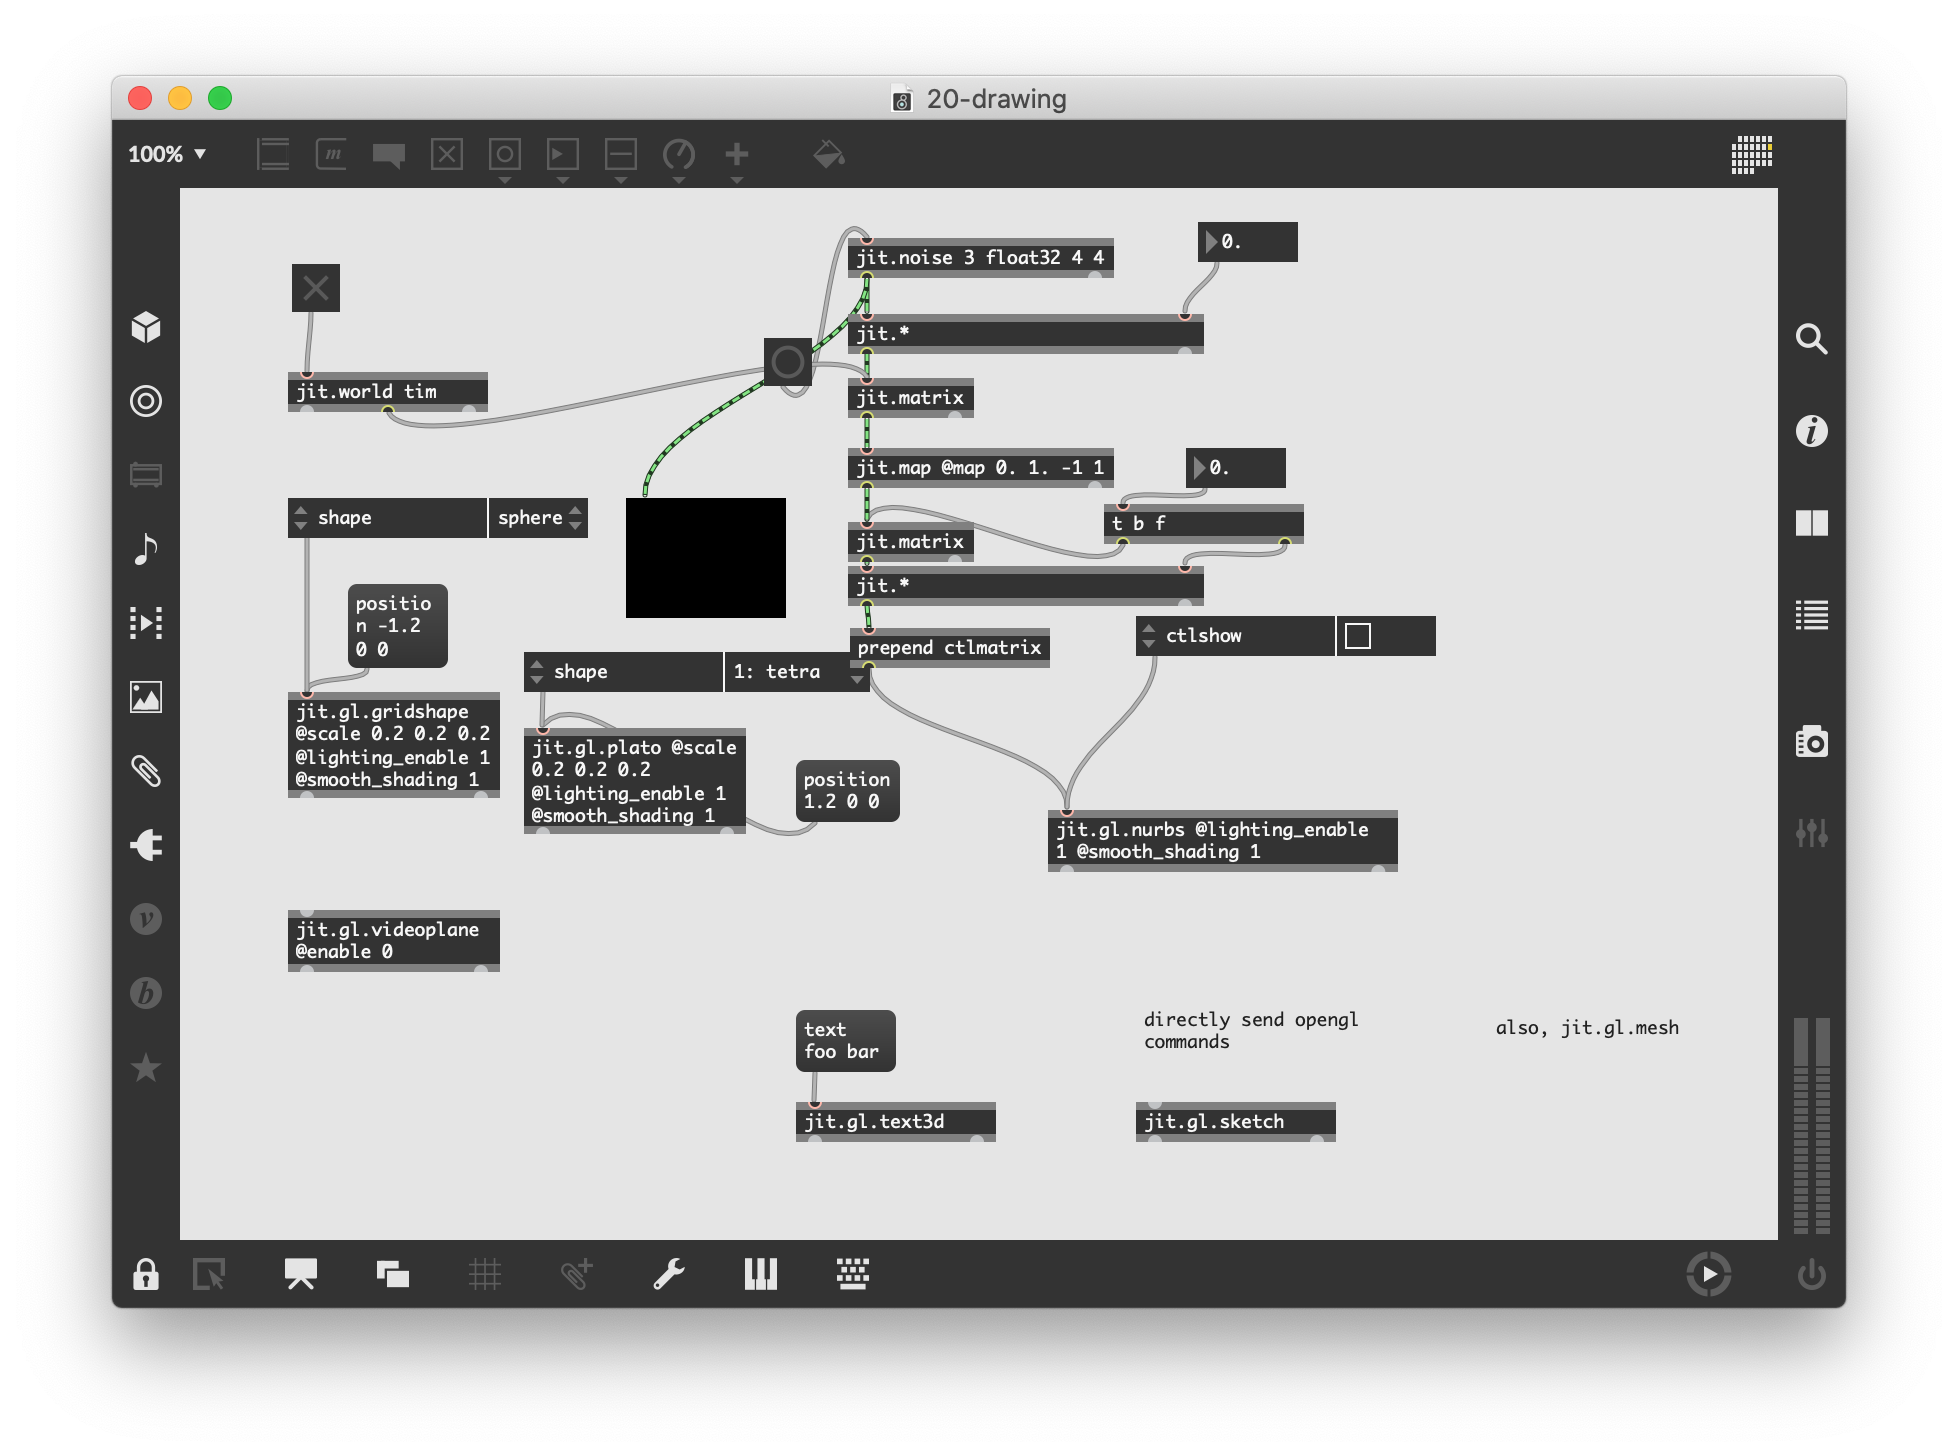 20-drawing
100%
m
jit.noise 3 float32 4 4
0.
jit.*
jit.world tim
jit.matrix
jit.map @map 0. 1. -1 1
0.
shape
sphere
t b f
jit.matrix
jit.*
positio
n -1.2
0 0
ctlshow
prepend ctlmatrix
shape
1: tetra
jit.gl.gridshape
@scale 0.2 0.2 0.2
@lighting_enable 1
@smooth_shading 1
jit.gl.plato @scale
0.2 0.2 0.2
@lighting_enable 1
@smooth_shading 1
position
1.2 0 0
jit.gl.nurbs @lighting_enable
1 @smooth_shading 1
jit.gl.videoplane
@enable 0
text
foo bar
directly send opengl
commands
also, jit.gl.mesh
jit.gl.text3d
jit.gl.sketch
i
v
b